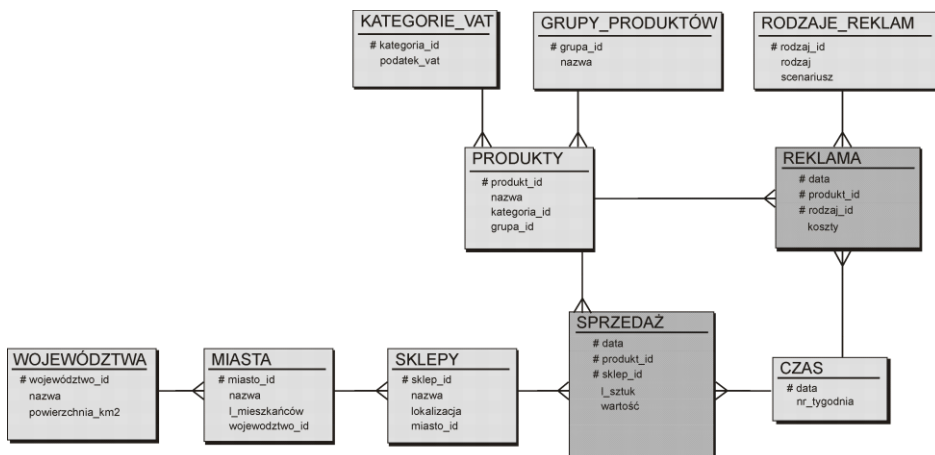 KATEGORIE_VAT
# kategoria_id
podatek_vat
GRUPY_PRODUKTÓW
# grupa_id
nazwa
RODZAJE_REKLAM
# rodzaj_id
rodzaj
scenariusz
PRODUKTY
# produkt_id
nazwa
kategoria_id
grupa_id
REKLAMA
# data
# produkt_id
# rodzaj_id
koszty
WOJEWÓDZTWA
# województwo_id
nazwa
powierzchnia_km2
MIASTA
# miasto_id
nazwa
l_mieszkańców
wojewodztwo_id
SKLEPY
# sklep_id
nazwa
lokalizacja
miasto_id
SPRZEDAŻ
# data
# produkt_id
# sklep_id
l_sztuk
wartość
CZAS
# data
nr_tygodnia